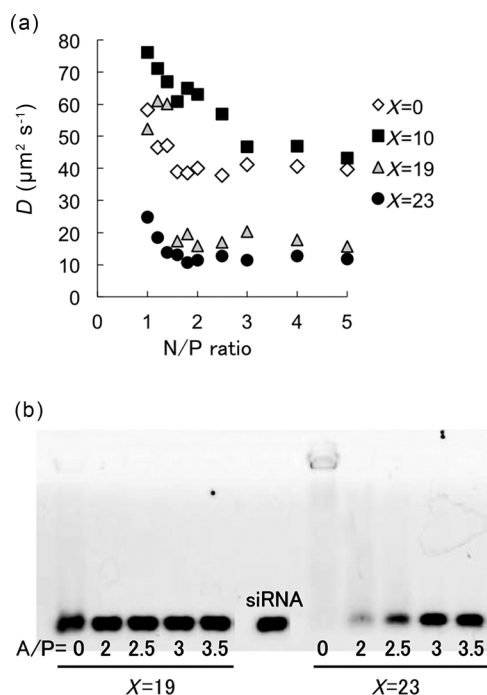 (a)
80
70
60
50
40
30
20
10
0
D (μm² s⁻¹)
0 1 2 3 4 5
N/P ratio
X=0
X=10
X=19
X=23
(b)
siRNA
A/P= 0 2 2.5 3 3.5 0 2 2.5 3 3.5
X=19 X=23